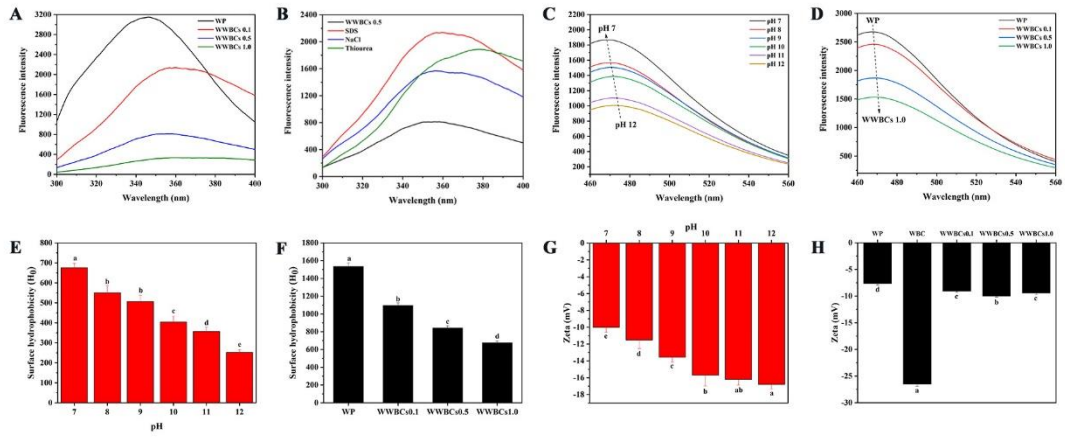 A
WP
WWBCs 0.1
WWBCs 0.5
WWBCs 1.0
Fluorescence intensity
3200
2800
2400
2000
1600
1200
800
400
0
300 320 340 360 380 400
Wavelength (nm)
B
WWBCs 0.5
SDS
NaCl
Thiourea
Fluorescence intensity
2400
2000
1600
1200
800
400
0
300 320 340 360 380 400
Wavelength (nm)
C
pH 7
pH 7
pH 8
pH 9
pH 10
pH 11
pH 12
pH 12
Fluorescence intensity
2200
2000
1800
1600
1400
1200
1000
800
600
400
200
0
460 480 500 520 540 560
Wavelength (nm)
D
WP
WP
WWBCs 0.1
WWBCs 0.5
WWBCs 1.0
WWBCs 1.0
Fluorescence intensity
3000
2500
2000
1500
1000
500
460 480 500 520 540 560
Wavelength (nm)
E
Surface hydrophobicity (H0)
800
700
600
500
400
300
200
100
0
a
b
b
c
d
e
7 8 9 10 11 12
pH
F
Surface hydrophobicity (H0)
1800
1600
1400
1200
1000
800
600
400
200
0
a
b
c
d
WP WWBCs0.1 WWBCs0.5 WWBCs1.0
G
pH
7 8 9 10 11 12
Zeta (mV)
0
-2
-4
-6
-8
-10
-12
-14
-16
-18
e
d
c
b
ab
a
H
WP WBC WWBCs0.1 WWBCs0.5 WWBCs1.0
Zeta (mV)
0
-5
-10
-15
-20
-25
-30
d
a
c
b
c